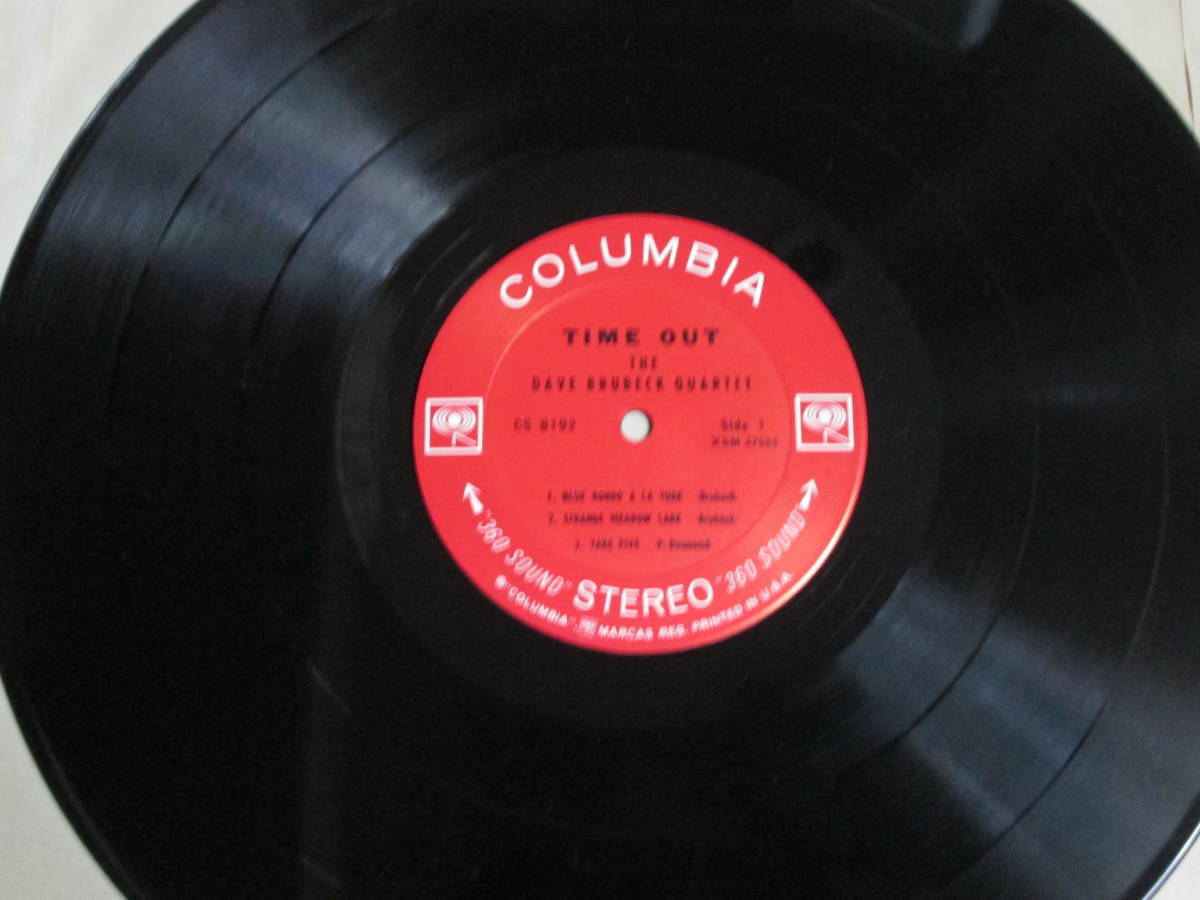 COLUMBIA
TIME OUT
THE
DAVE BRUBECK QUARTET
CS 8192
Side 1
1. BLUE RONDO A LA TURK -Brubeck-
2. STRANGE MEADOW LARK -Brubeck-
3. TAKE FIVE -P. Desmond-
"360 SOUND" STEREO "360 SOUND"
"COLUMBIA", MARCAS REG. PRINTED IN U.S.A.